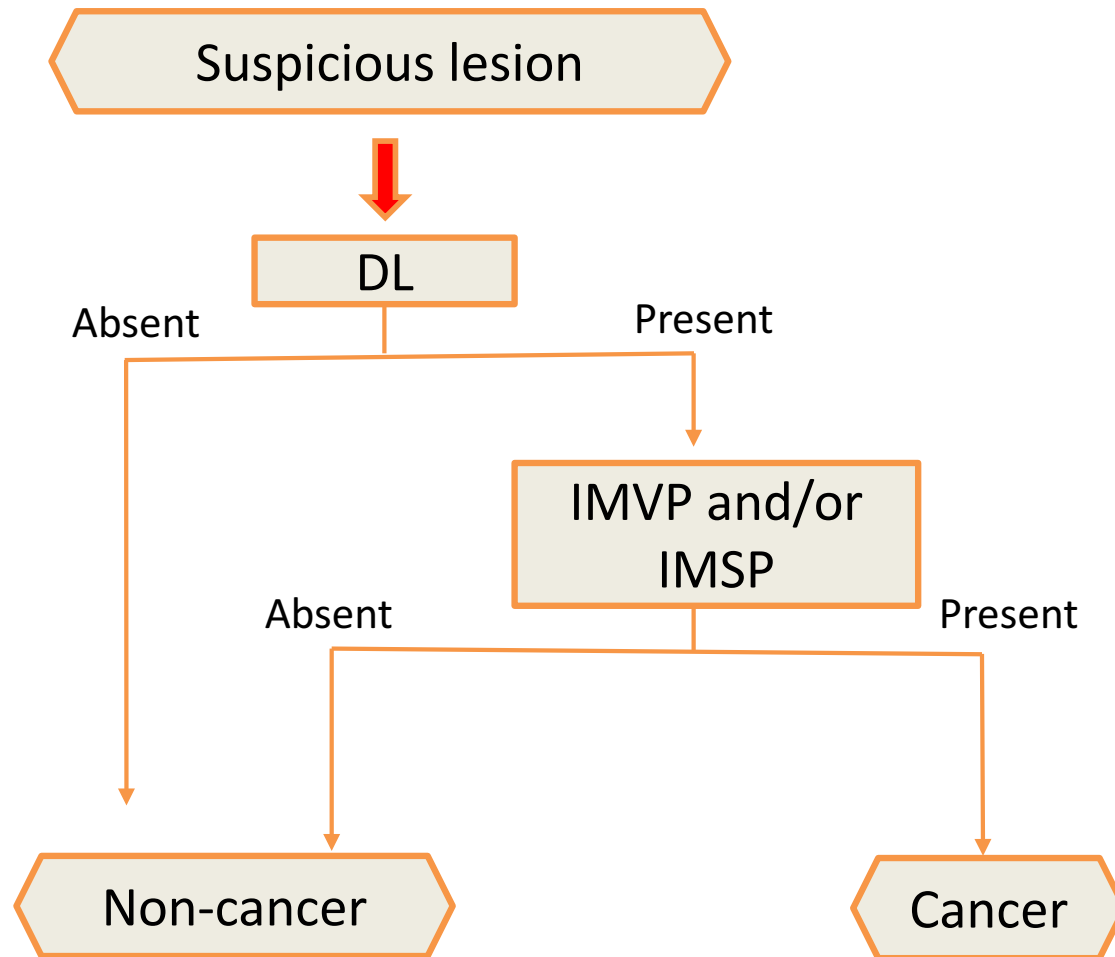 Suspicious lesion
DL
Absent
Present
IMVP and/or
IMSP
Absent
Present
Non-cancer
Cancer